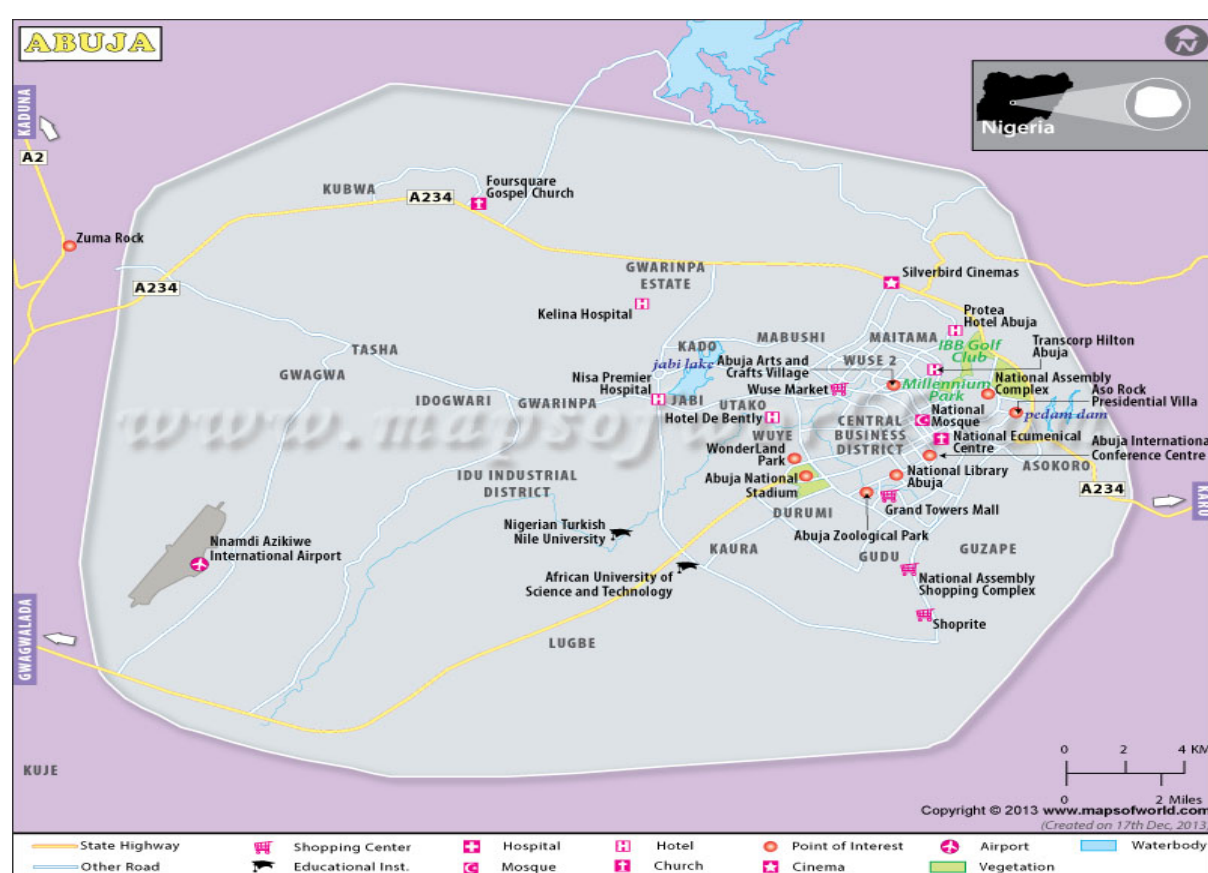 ABUJA
N
Nigeria
KADUNA
A2
Zuma Rock
A234
KUBWA
A234
Foursquare
Gospel Church
GWARINPA
ESTATE
Silverbird Cinemas
Kelina Hospital
Protea
Hotel Abuja
TASHA
GWAGWA
KADO
MABUSHI
MAITAMA
IBB Golf
Club
Transcorp Hilton
Abuja
jabi lake
Abuja Arts and
Crafts Village
WUSE 2
Nisa Premier
Hospital
Wuse Market
Millennium
Park
National Assembly
Complex
Aso Rock
Presidential Villa
IDOGWARI
GWARINPA
JABI
UTAKO
Hotel De Bently
National
Mosque
pedam dam
CENTRAL
BUSINESS
DISTRICT
WUYE
National Ecumenical
Centre
Abuja Internationa
Conference Centre
WonderLand
Park
ASOKORO
IDU INDUSTRIAL
DISTRICT
Abuja National
Stadium
National Library
Abuja
A234
KARU
DURUMI
Grand Towers Mall
Nigerian Turkish
Nile University
Abuja Zoological Park
Nnamdi Azikiwe
International Airport
KAURA
GUDU
GUZAPE
African University of
Science and Technology
National Assembly
Shopping Complex
Shoprite
GWAGWALADA
LUGBE
KUJE
0 2 4 KM
0 2 Miles
Copyright © 2013 www.mapsofworld.com
(Created on 17th Dec, 2013)
State Highway
Shopping Center
Hospital
Hotel
Point of Interest
Airport
Waterbody
Other Road
Educational Inst.
Mosque
Church
Cinema
Vegetation